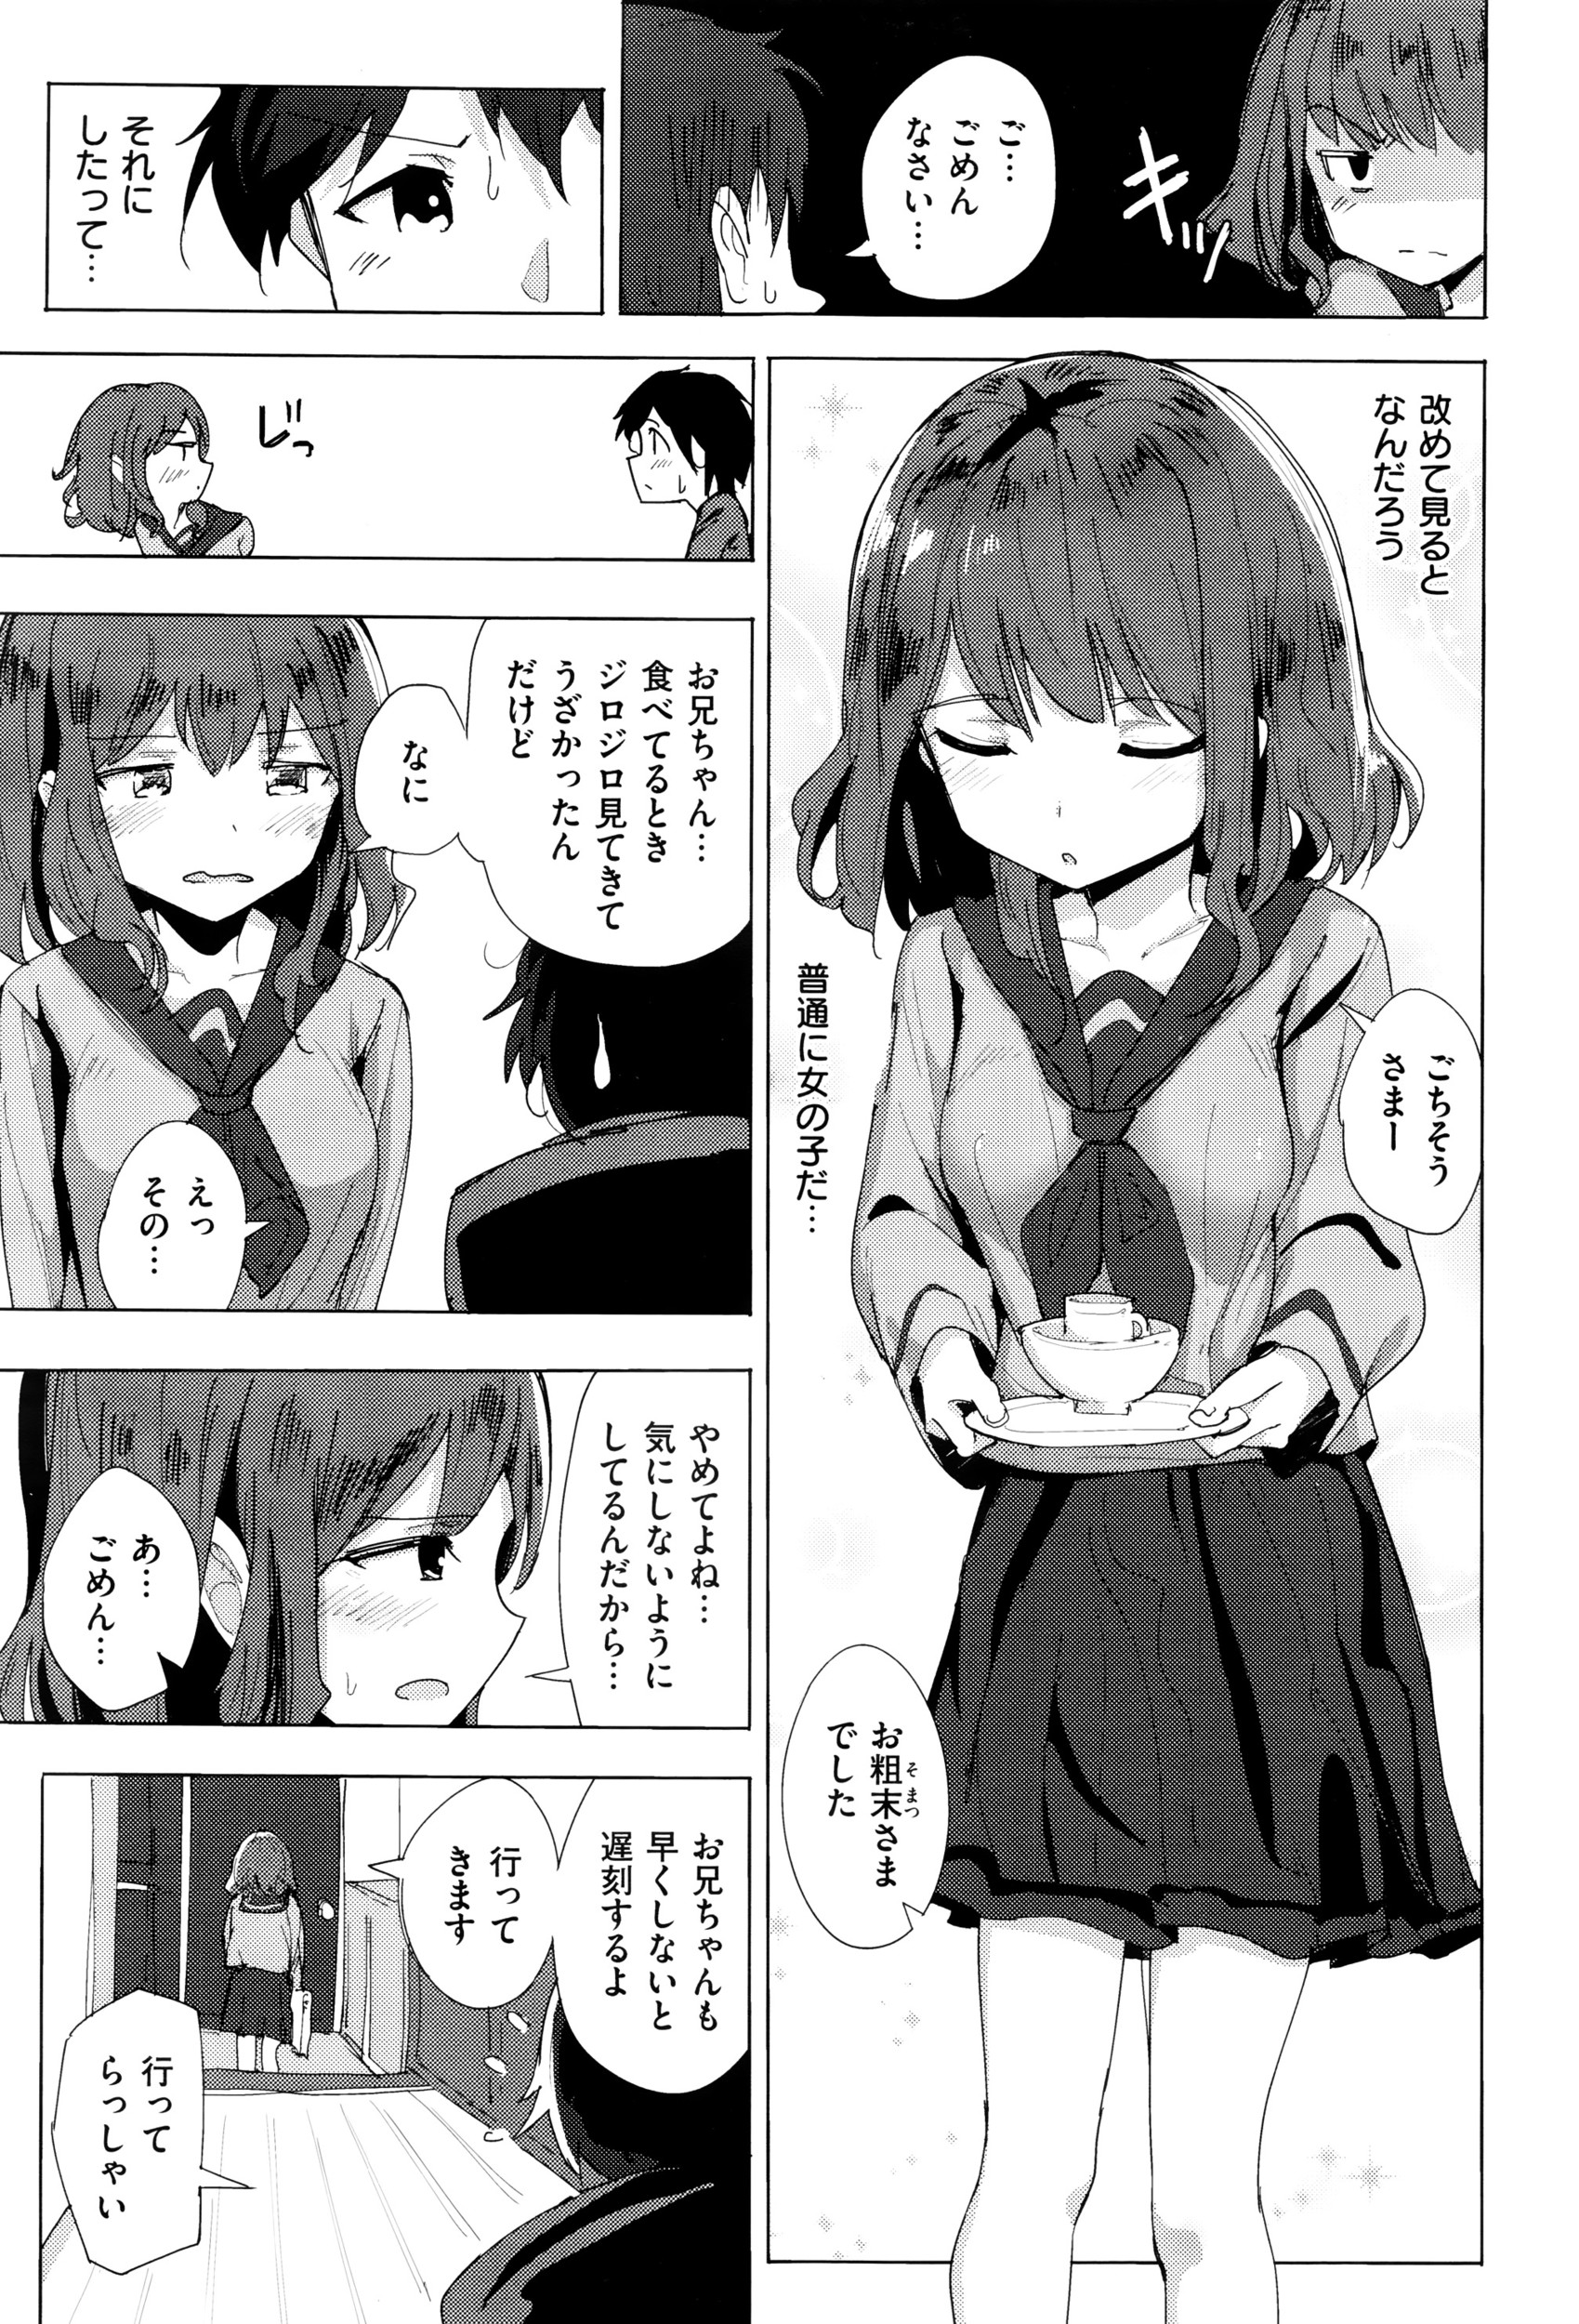 ご…
ごめん
なさい…
キッ
それに
したって…
改めて見ると
なんだろう
ごちそう
さまー
普通に女の子だ…
お粗末さま
そまつ
でした
じっ
お兄ちゃん…
食べてるとき
ジロジロ見てきて
うざかったん
だけど
なに
えっ
その…
やめてよね…
気にしないように
してるんだから…
あ…
ごめん…
お兄ちゃんも
早くしないと
遅刻するよ
行って
きます
行って
らっしゃい